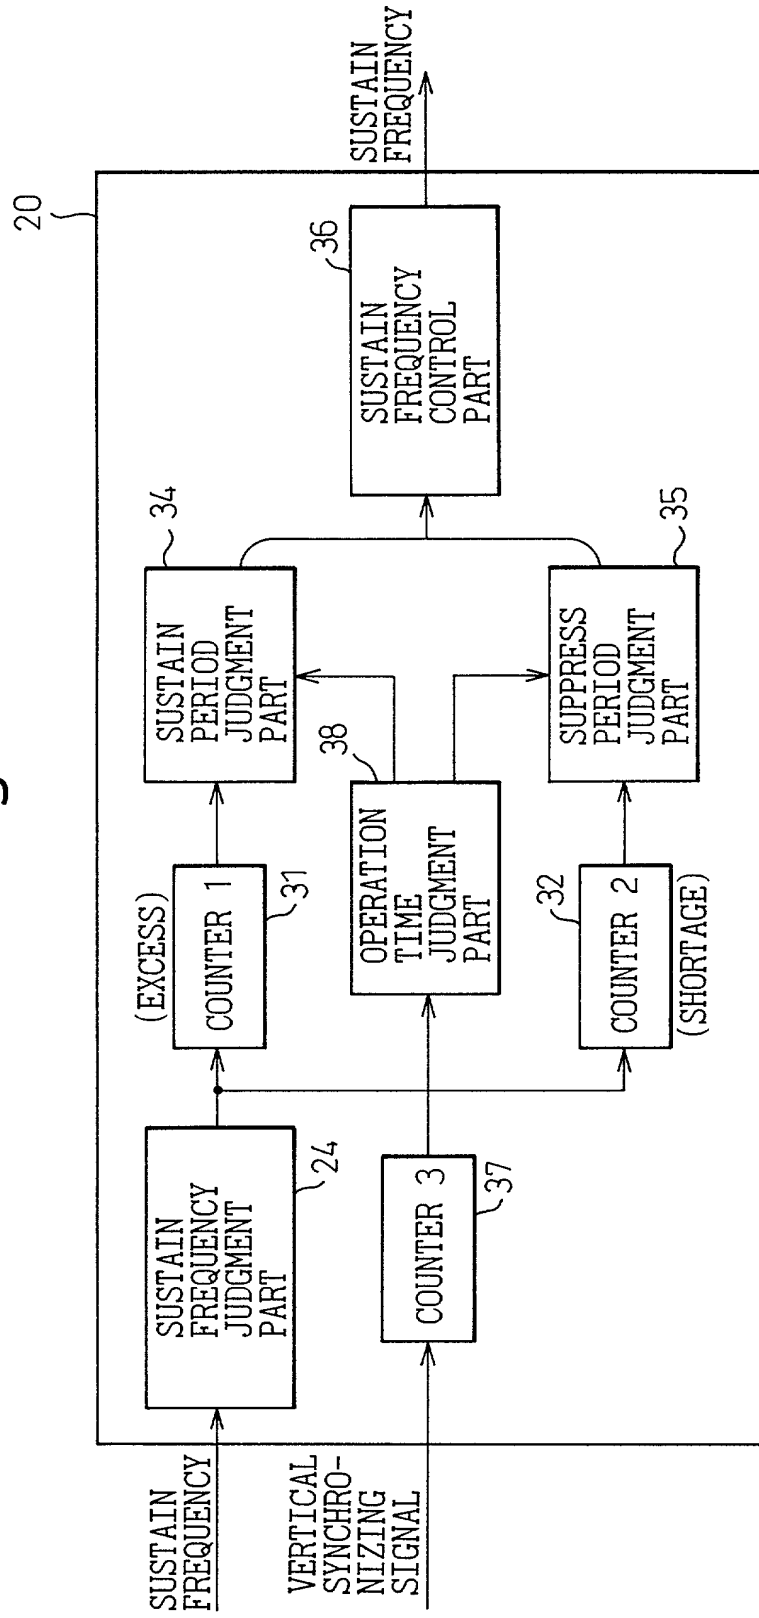 20
SUSTAIN
FREQUENCY
SUSTAIN
FREQUENCY
JUDGMENT
PART
24
(EXCESS)
COUNTER 1
31
SUSTAIN
PERIOD
JUDGMENT
PART
34
VERTICAL
SYNCHRO-
NIZING
SIGNAL
COUNTER 3
37
OPERATION
TIME
JUDGMENT
PART
38
SUSTAIN
FREQUENCY
CONTROL
PART
36
SUSTAIN
FREQUENCY
32
COUNTER 2
(SHORTAGE)
SUPPRESS
PERIOD
JUDGMENT
PART
35